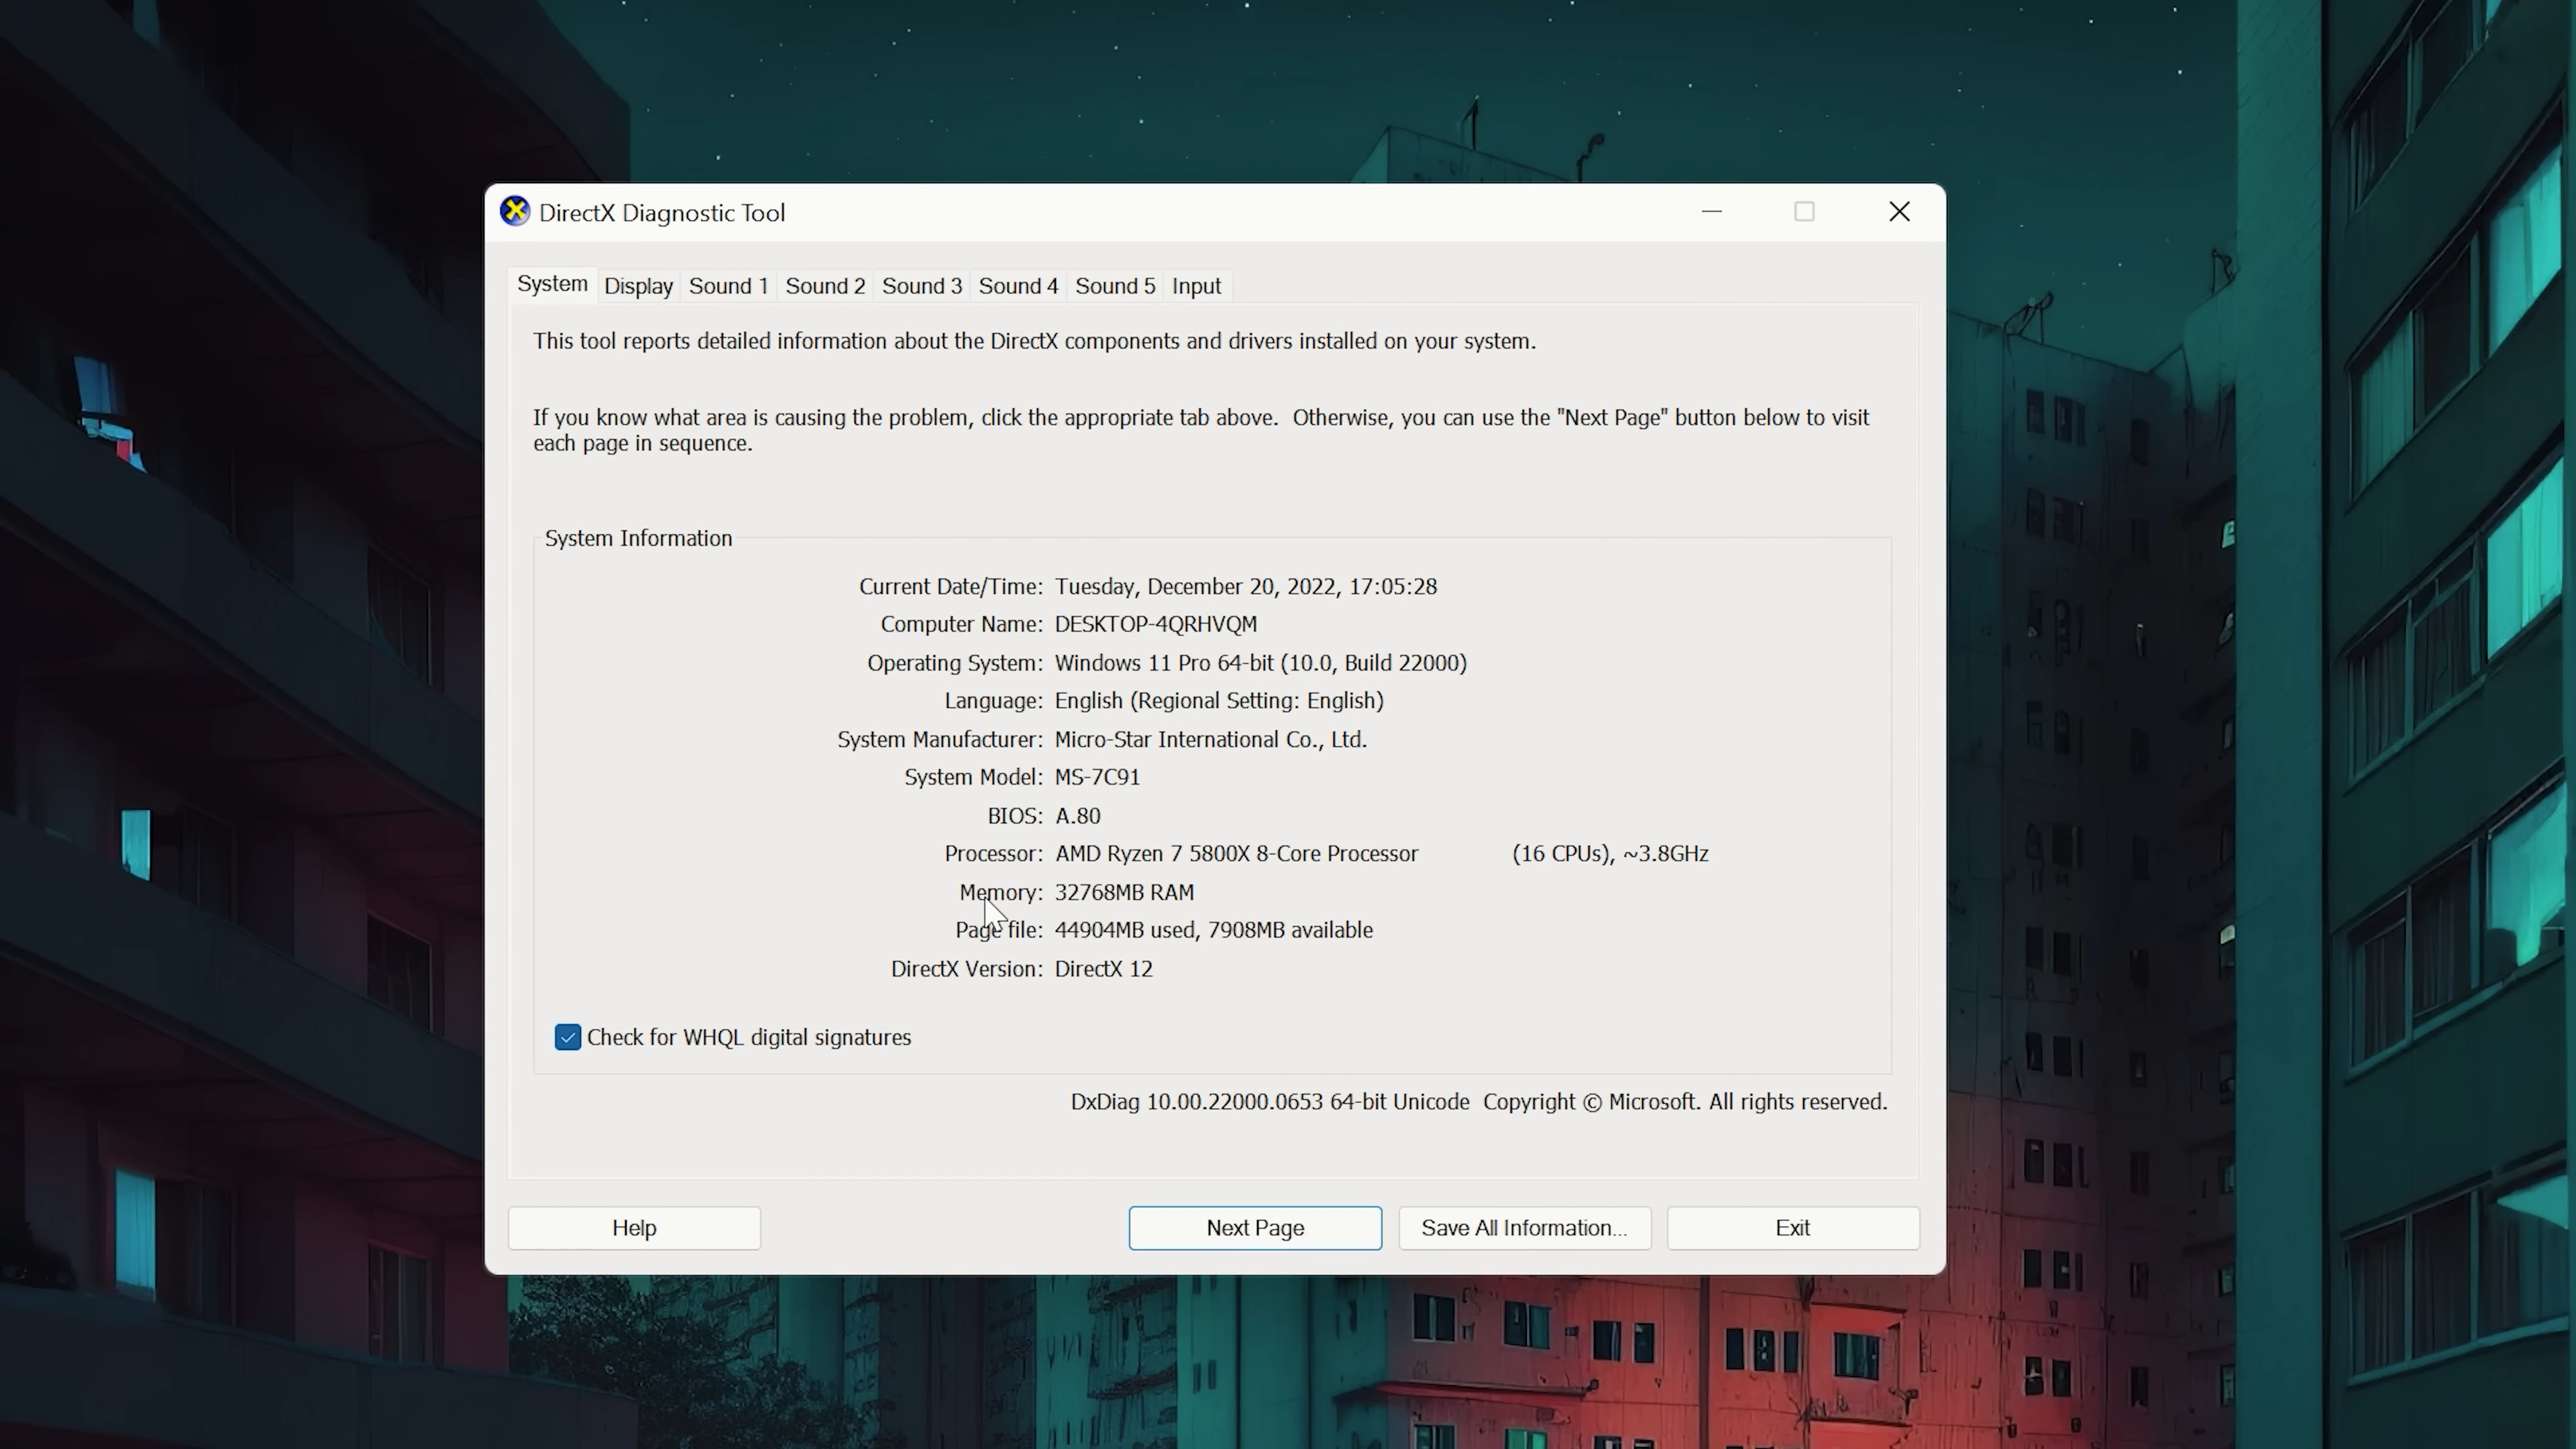 DirectX Diagnostic Tool
System Display Sound 1 Sound 2 Sound 3 Sound 4 Sound 5 Input
This tool reports detailed information about the DirectX components and drivers installed on your system.
If you know what area is causing the problem, click the appropriate tab above.  Otherwise, you can use the "Next Page" button below to visit
each page in sequence.
System Information
Current Date/Time: Tuesday, December 20, 2022, 17:05:28
Computer Name: DESKTOP-4QRHVQM
Operating System: Windows 11 Pro 64-bit (10.0, Build 22000)
Language: English (Regional Setting: English)
System Manufacturer: Micro-Star International Co., Ltd.
System Model: MS-7C91
BIOS: A.80
Processor: AMD Ryzen 7 5800X 8-Core Processor (16 CPUs), ~3.8GHz
Memory: 32768MB RAM
Page file: 44904MB used, 7908MB available
DirectX Version: DirectX 12
Check for WHQL digital signatures
DxDiag 10.00.22000.0653 64-bit Unicode  Copyright © Microsoft. All rights reserved.
Help Next Page Save All Information... Exit